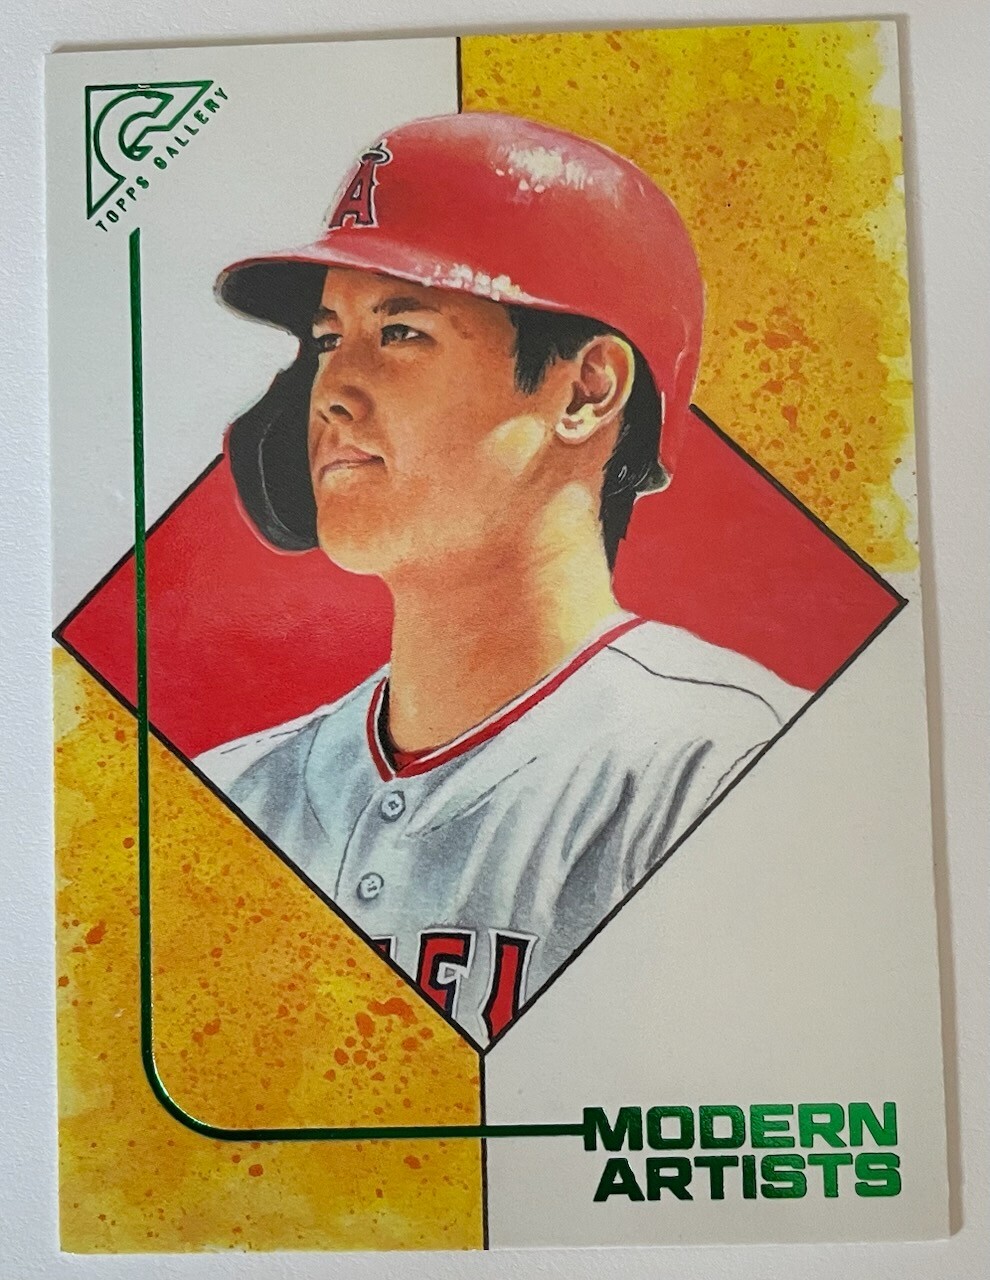 TOPPS GALLERY
A
MODERN
ARTISTS